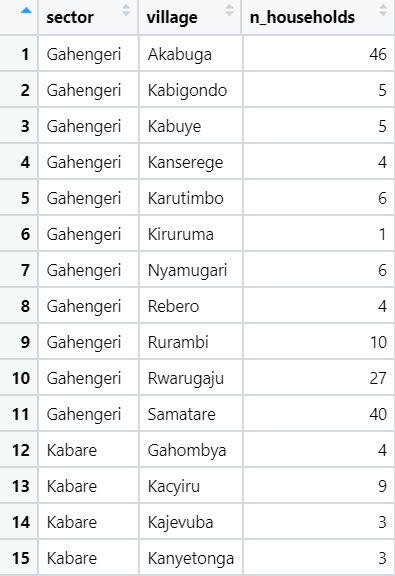 sector village n_households
1 Gahengeri Akabuga 46
2 Gahengeri Kabigondo 5
3 Gahengeri Kabuye 5
4 Gahengeri Kanserege 4
5 Gahengeri Karutimbo 6
6 Gahengeri Kiruruma 1
7 Gahengeri Nyamugari 6
8 Gahengeri Rebero 4
9 Gahengeri Rurambi 10
10 Gahengeri Rwarugaju 27
11 Gahengeri Samatare 40
12 Kabare Gahombya 4
13 Kabare Kacyiru 9
14 Kabare Kajevuba 3
15 Kabare Kanyetonga 3